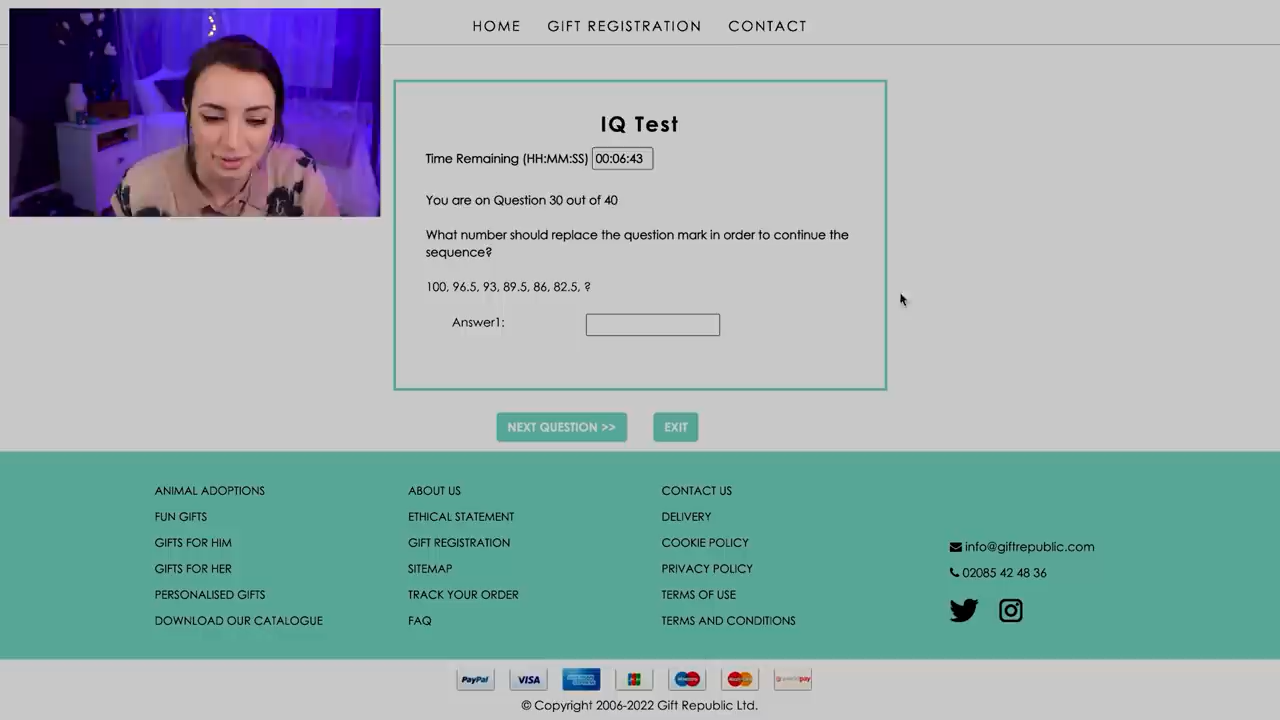 HOME GIFT REGISTRATION CONTACT
IQ Test
Time Remaining (HH:MM:SS) 00:06:43
You are on Question 30 out of 40
What number should replace the question mark in order to continue the
sequence?
100, 96.5, 93, 89.5, 86, 82.5, ?
Answer1:
NEXT QUESTION >> EXIT
ANIMAL ADOPTIONS
FUN GIFTS
GIFTS FOR HIM
GIFTS FOR HER
PERSONALISED GIFTS
DOWNLOAD OUR CATALOGUE
ABOUT US
ETHICAL STATEMENT
GIFT REGISTRATION
SITEMAP
TRACK YOUR ORDER
FAQ
CONTACT US
DELIVERY
COOKIE POLICY
PRIVACY POLICY
TERMS OF USE
TERMS AND CONDITIONS
info@giftrepublic.com
02085 42 48 36
PayPal VISA
© Copyright 2006-2022 Gift Republic Ltd.